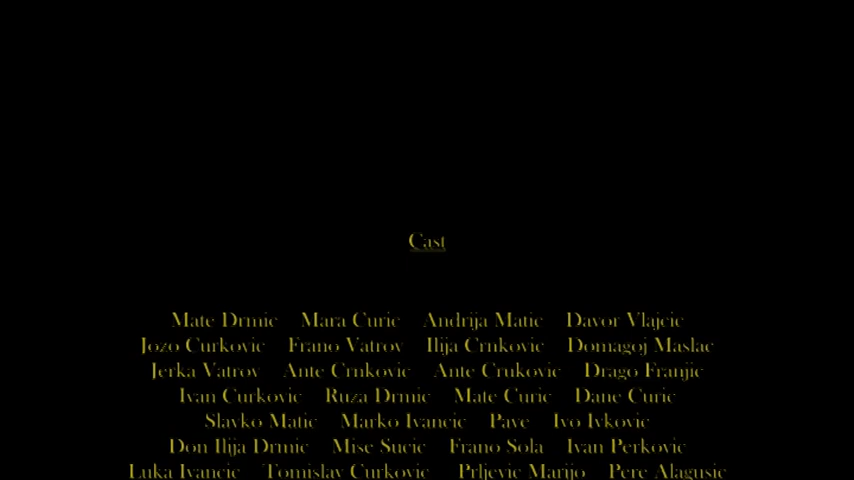 Cast
Mate Drmic Mara Curic Andrija Matic Davor Vlajcic
Jozo Curkovic Frano Vatrov Ilija Crnkovic Domagoj Maslac
Jerka Vatrov Ante Crnkovic Ante Crnkovic Drago Franjic
Ivan Curkovic Ruza Drmic Mate Curic Dane Curic
Slavko Matic Marko Ivancic Pave Ivo Ivkovic
Don Ilija Drmic Mise Sucic Frano Sola Ivan Perkovic
Luka Ivancic Tomislav Curkovic Prljevic Marijo Pere Alagusic